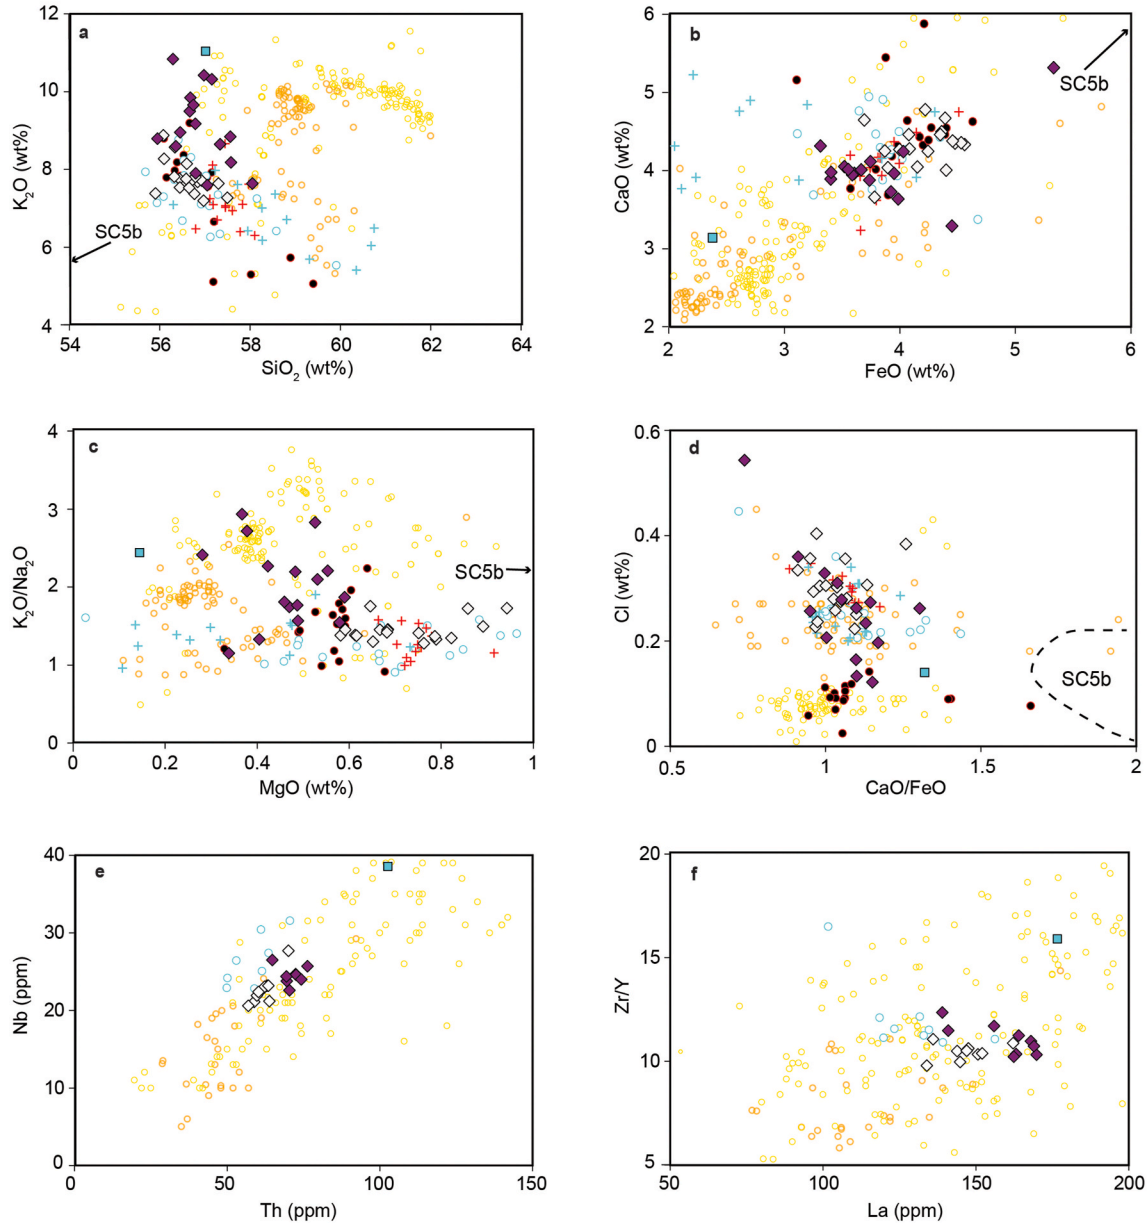 a
12
10
8
6
4
K2O (wt%)
SC5b
54
56
58
60
62
64
SiO2 (wt%)
b
6
5
4
3
2
CaO (wt%)
SC5b
2
3
4
5
6
FeO (wt%)
c
4
3
2
1
0
K2O/Na2O
SC5b
0
0.2
0.4
0.6
0.8
1
MgO (wt%)
d
0.6
0.4
0.2
0
Cl (wt%)
SC5b
0.5
1
1.5
2
CaO/FeO
e
40
30
20
10
0
Nb (ppm)
0
50
100
150
Th (ppm)
f
20
15
10
5
Zr/Y
50
100
150
200
La (ppm)